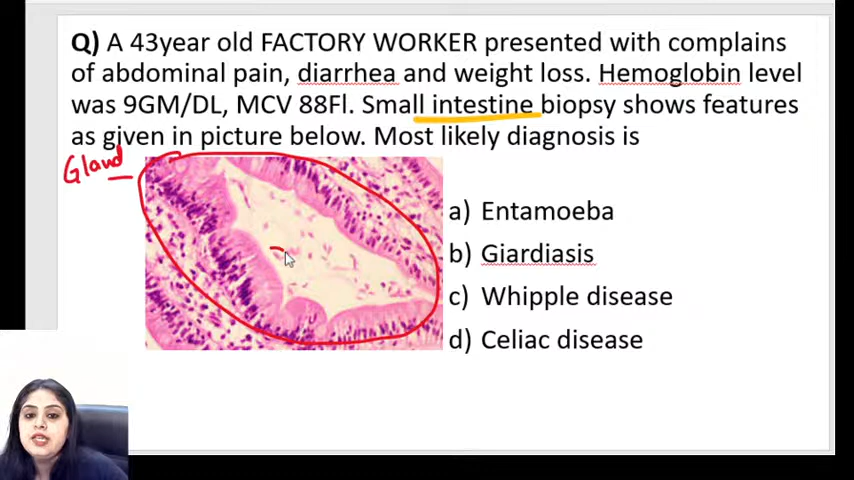 Q) A 43year old FACTORY WORKER presented with complains
of abdominal pain, diarrhea and weight loss. Hemoglobin level
was 9GM/DL, MCV 88Fl. Small intestine biopsy shows features
as given in picture below. Most likely diagnosis is
Gland
a) Entamoeba
b) Giardiasis
c) Whipple disease
d) Celiac disease